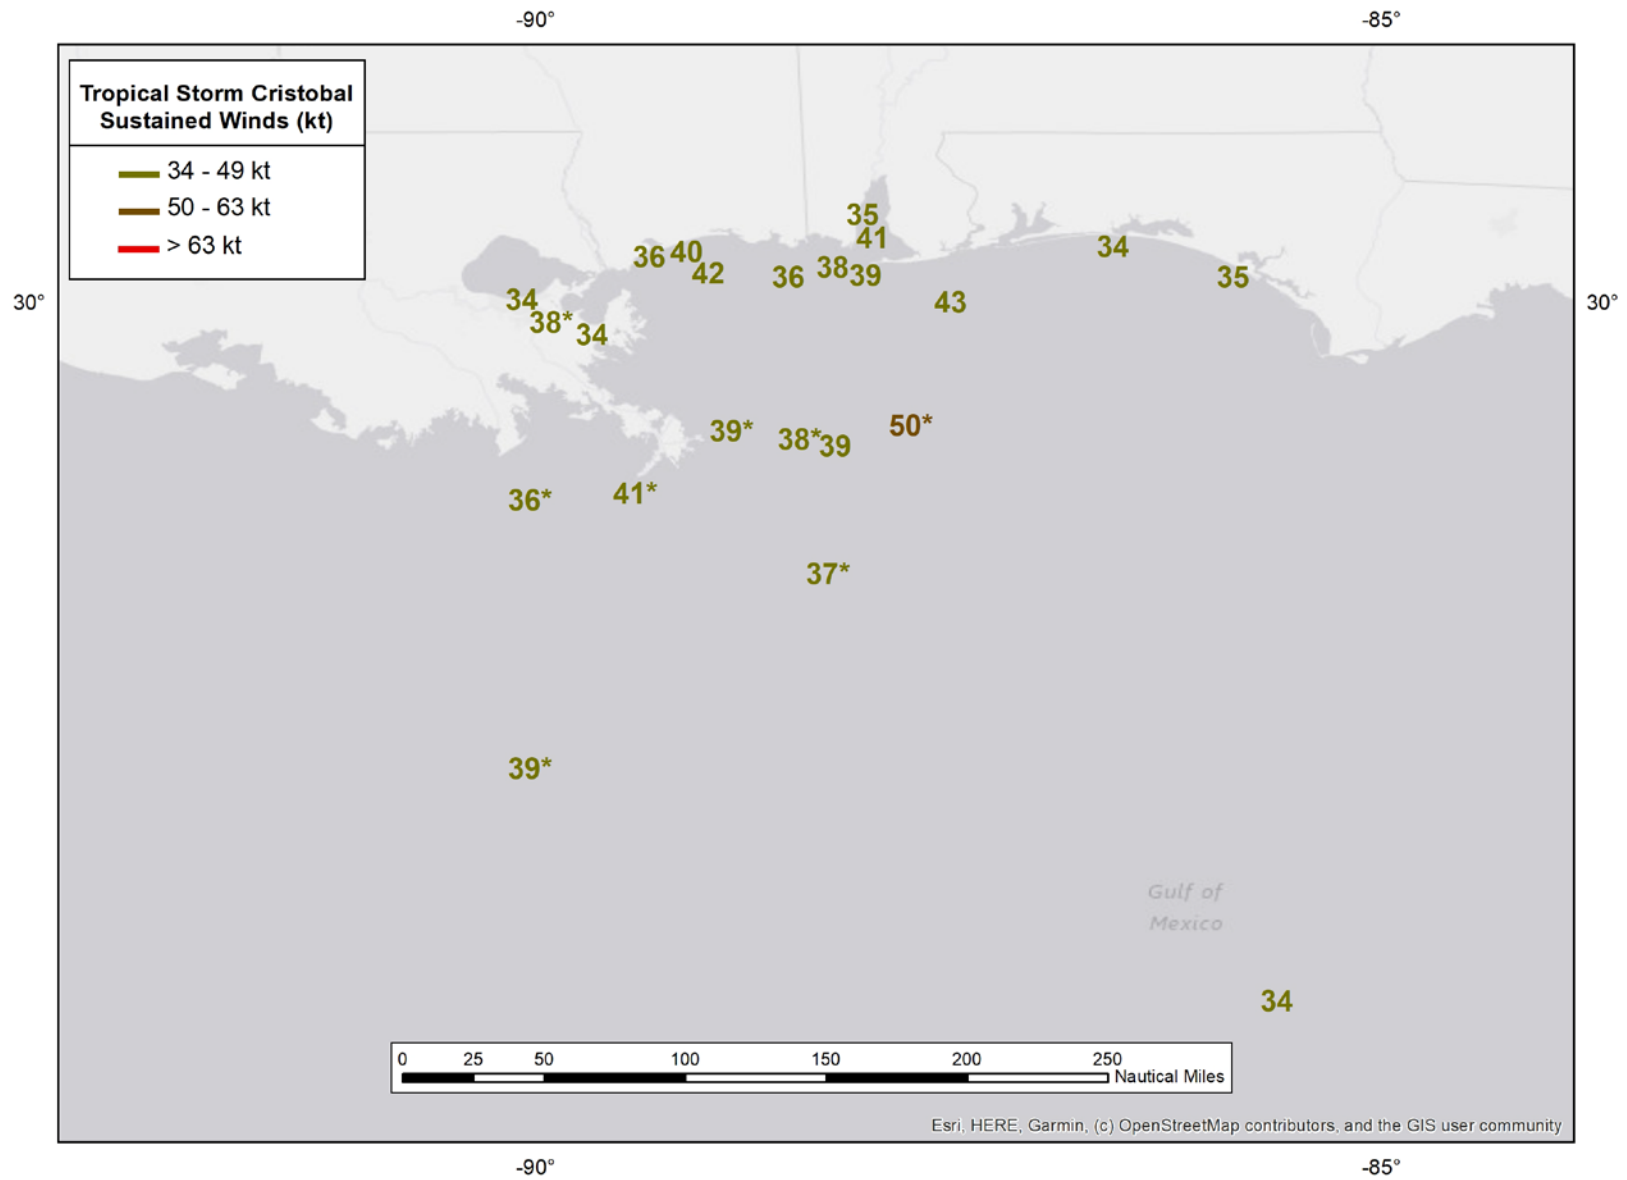 -90° -85°
Tropical Storm Cristobal
Sustained Winds (kt)
34 - 49 kt
50 - 63 kt
> 63 kt
35
41
36 40
42
36 38 39
34
35
30° 30°
34
38*
34
43
39*
38* 39
50*
36*
41*
37*
39*
Gulf of
Mexico
34
0 25 50 100 150 200 250
Nautical Miles
Esri, HERE, Garmin, (c) OpenStreetMap contributors, and the GIS user community
-90° -85°